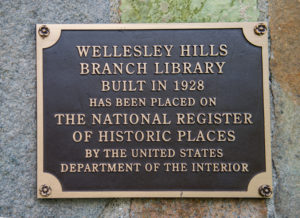 WELLESLEY HILLS
BRANCH LIBRARY
BUILT IN 1928
HAS BEEN PLACED ON
THE NATIONAL REGISTER
OF HISTORIC PLACES
BY THE UNITED STATES
DEPARTMENT OF THE INTERIOR